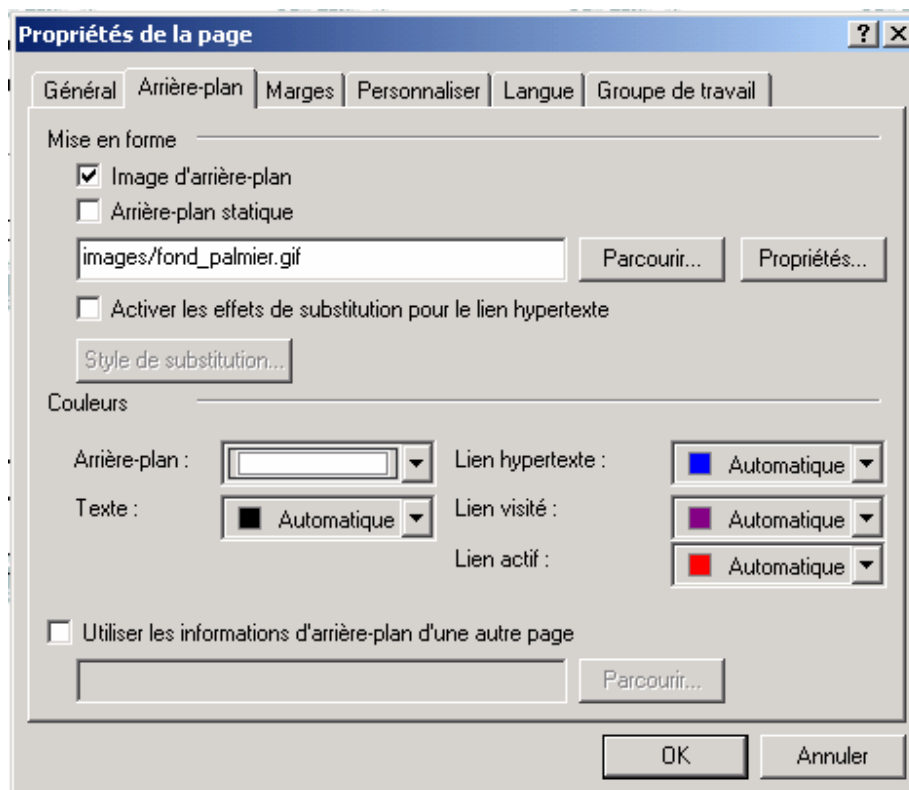 Propriétés de la page
Général Arrière-plan Marges Personnaliser Langue Groupe de travail
Mise en forme
Image d'arrière-plan
Arrière-plan statique
images/fond_palmier.gif Parcourir... Propriétés...
Activer les effets de substitution pour le lien hypertexte
Style de substitution...
Couleurs
Arrière-plan : Lien hypertexte : Automatique
Texte : Automatique Lien visité : Automatique
Lien actif : Automatique
Utiliser les informations d'arrière-plan d'une autre page
Parcourir...
OK Annuler